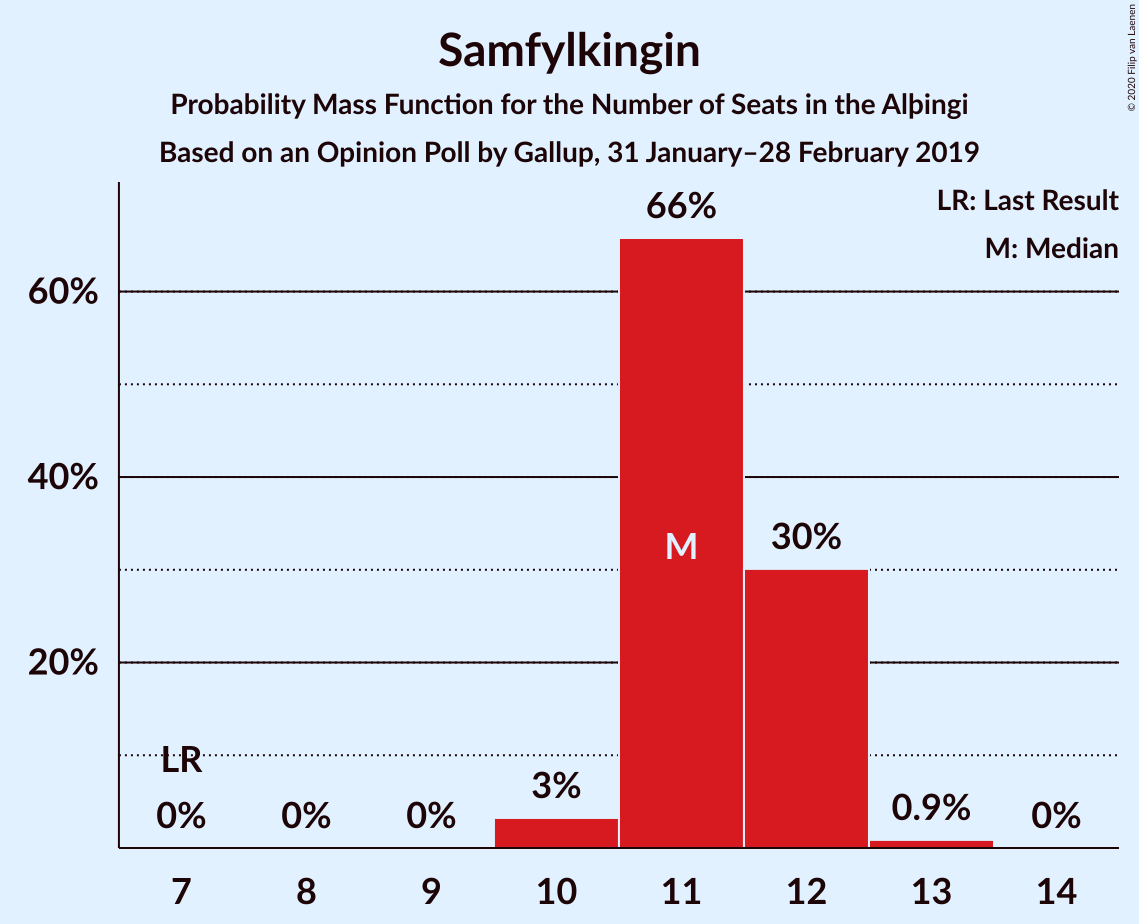 Samfylkingin
Probability Mass Function for the Number of Seats in the Alþingi
Based on an Opinion Poll by Gallup, 31 January–28 February 2019
© 2020 Filip van Laenen
LR: Last Result
M: Median
66%
60%
40%
M
30%
20%
LR
0%
0%
0%
3%
0.9%
0%
7 8 9 10 11 12 13 14